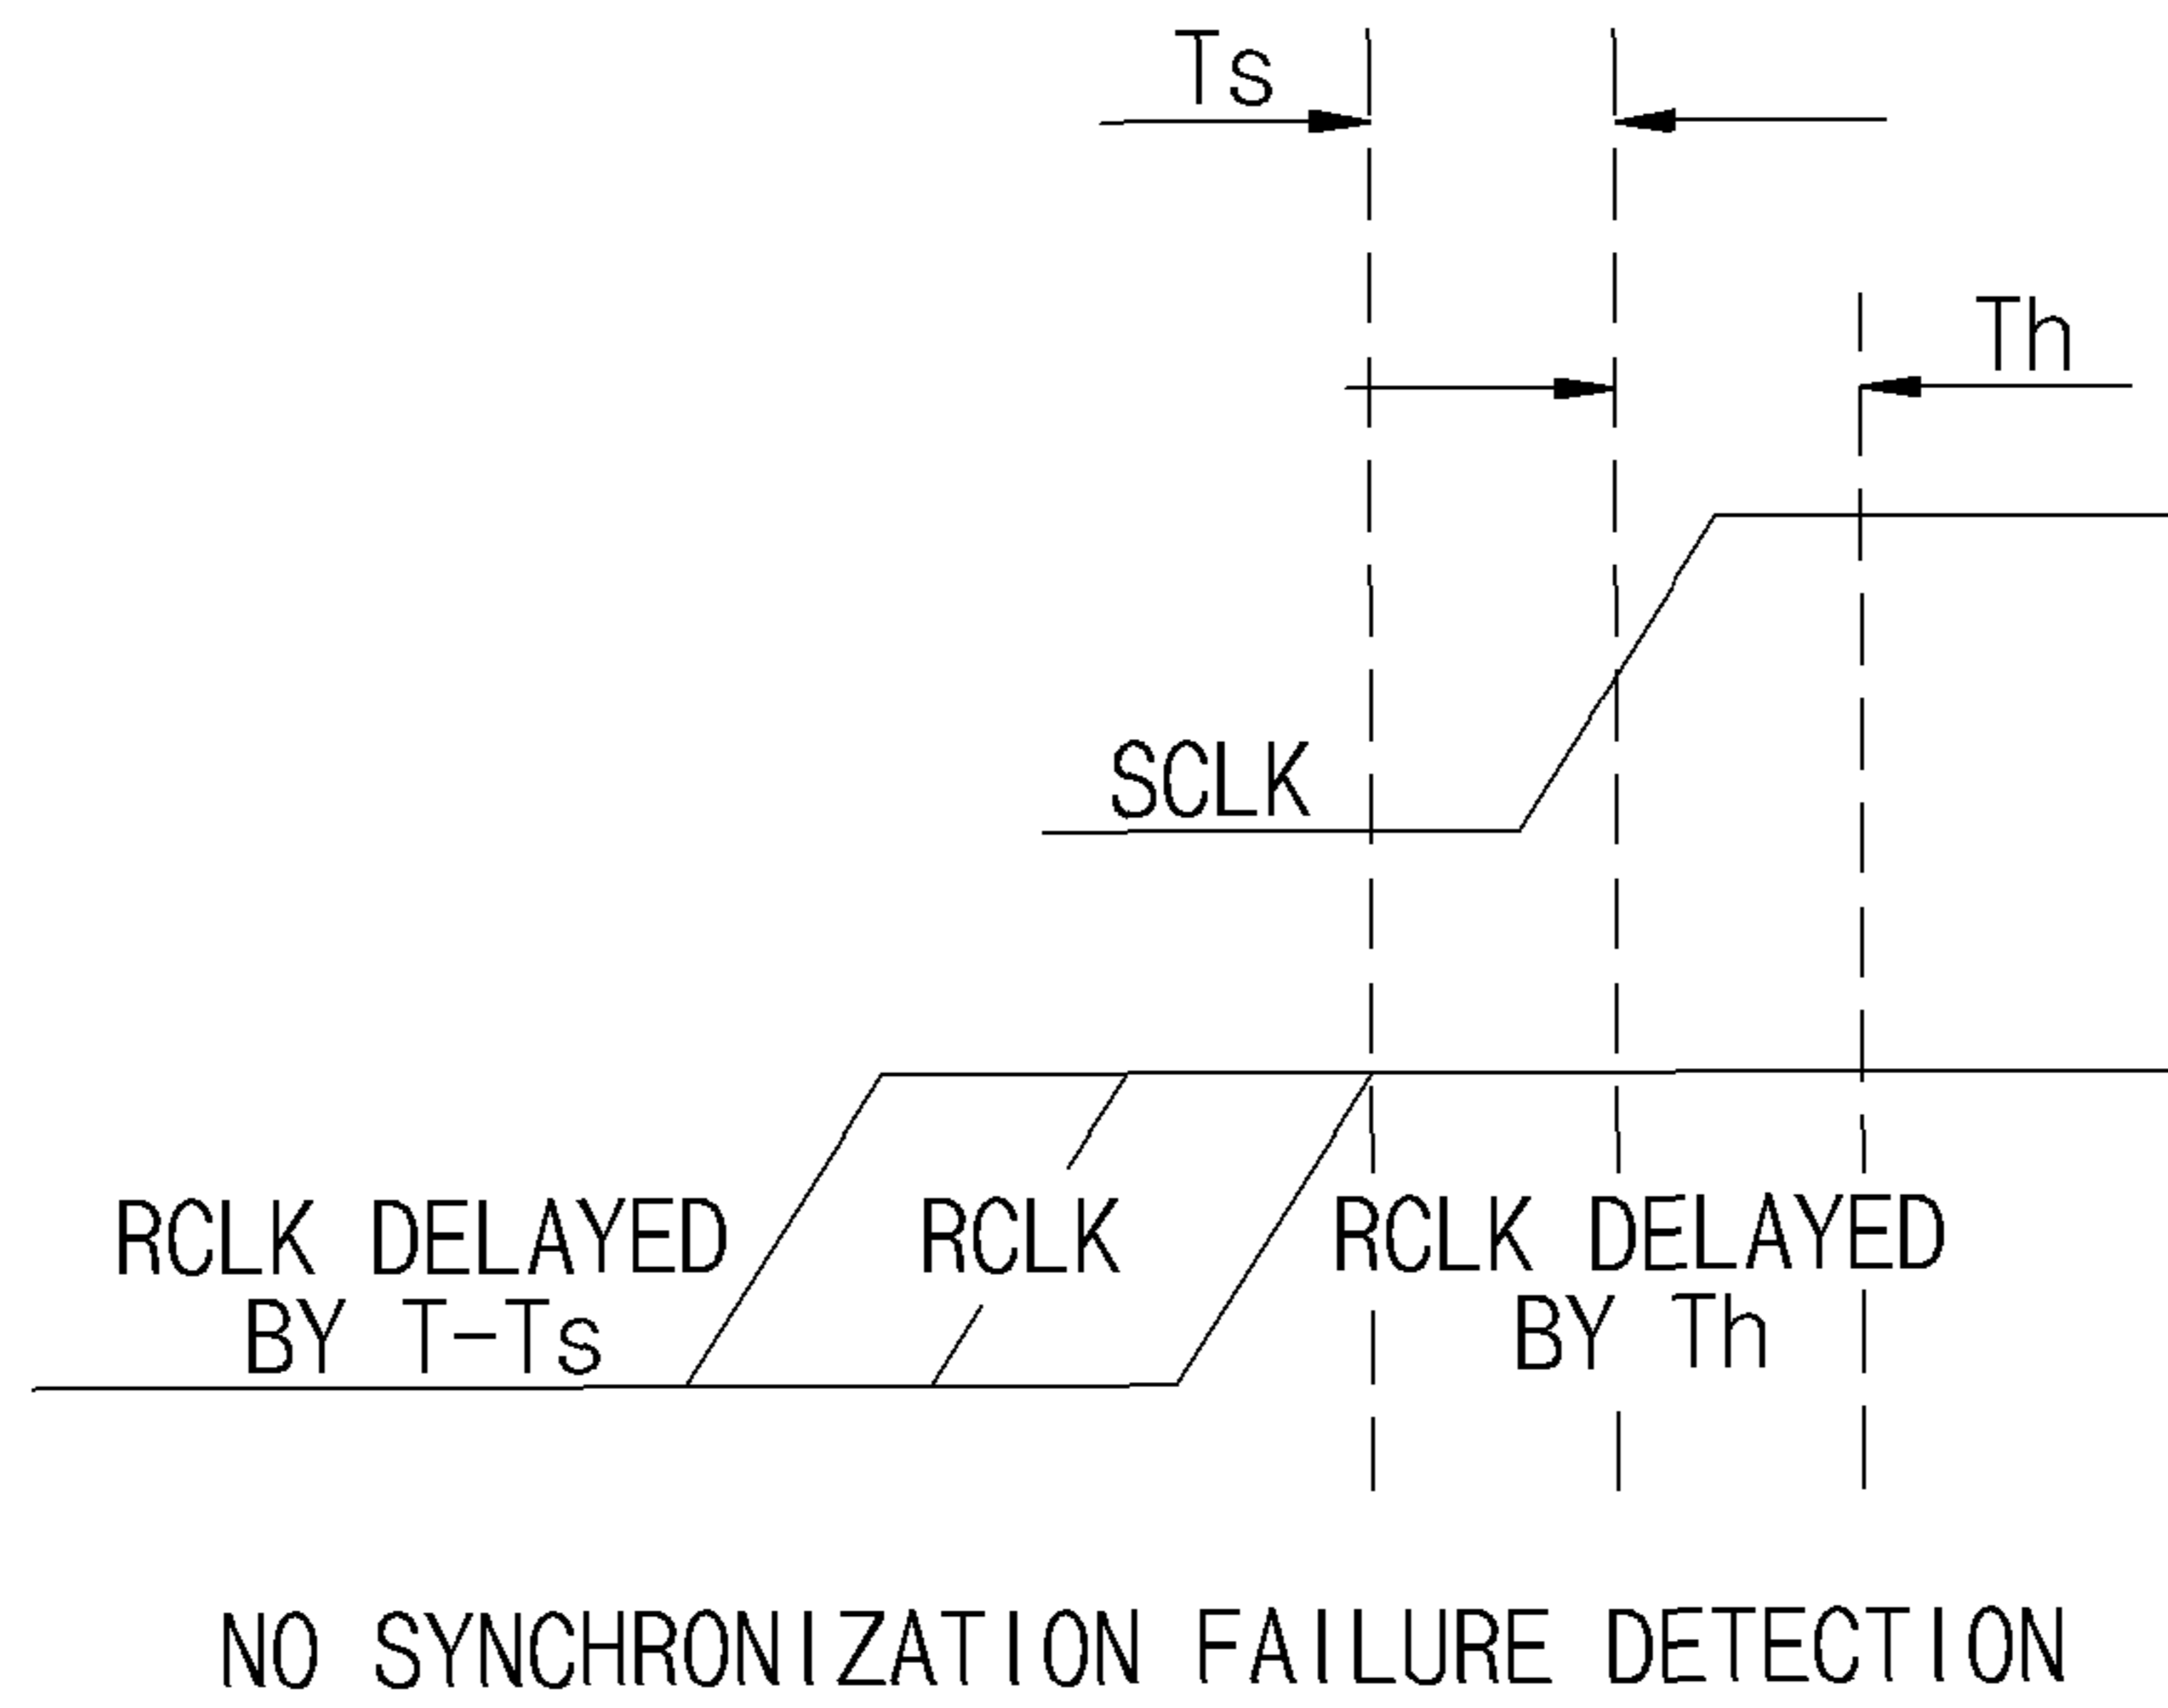 Ts
Th
SCLK
RCLK DELAYED
BY T-Ts
RCLK
RCLK DELAYED
BY Th
NO SYNCHRONIZATION FAILURE DETECTION